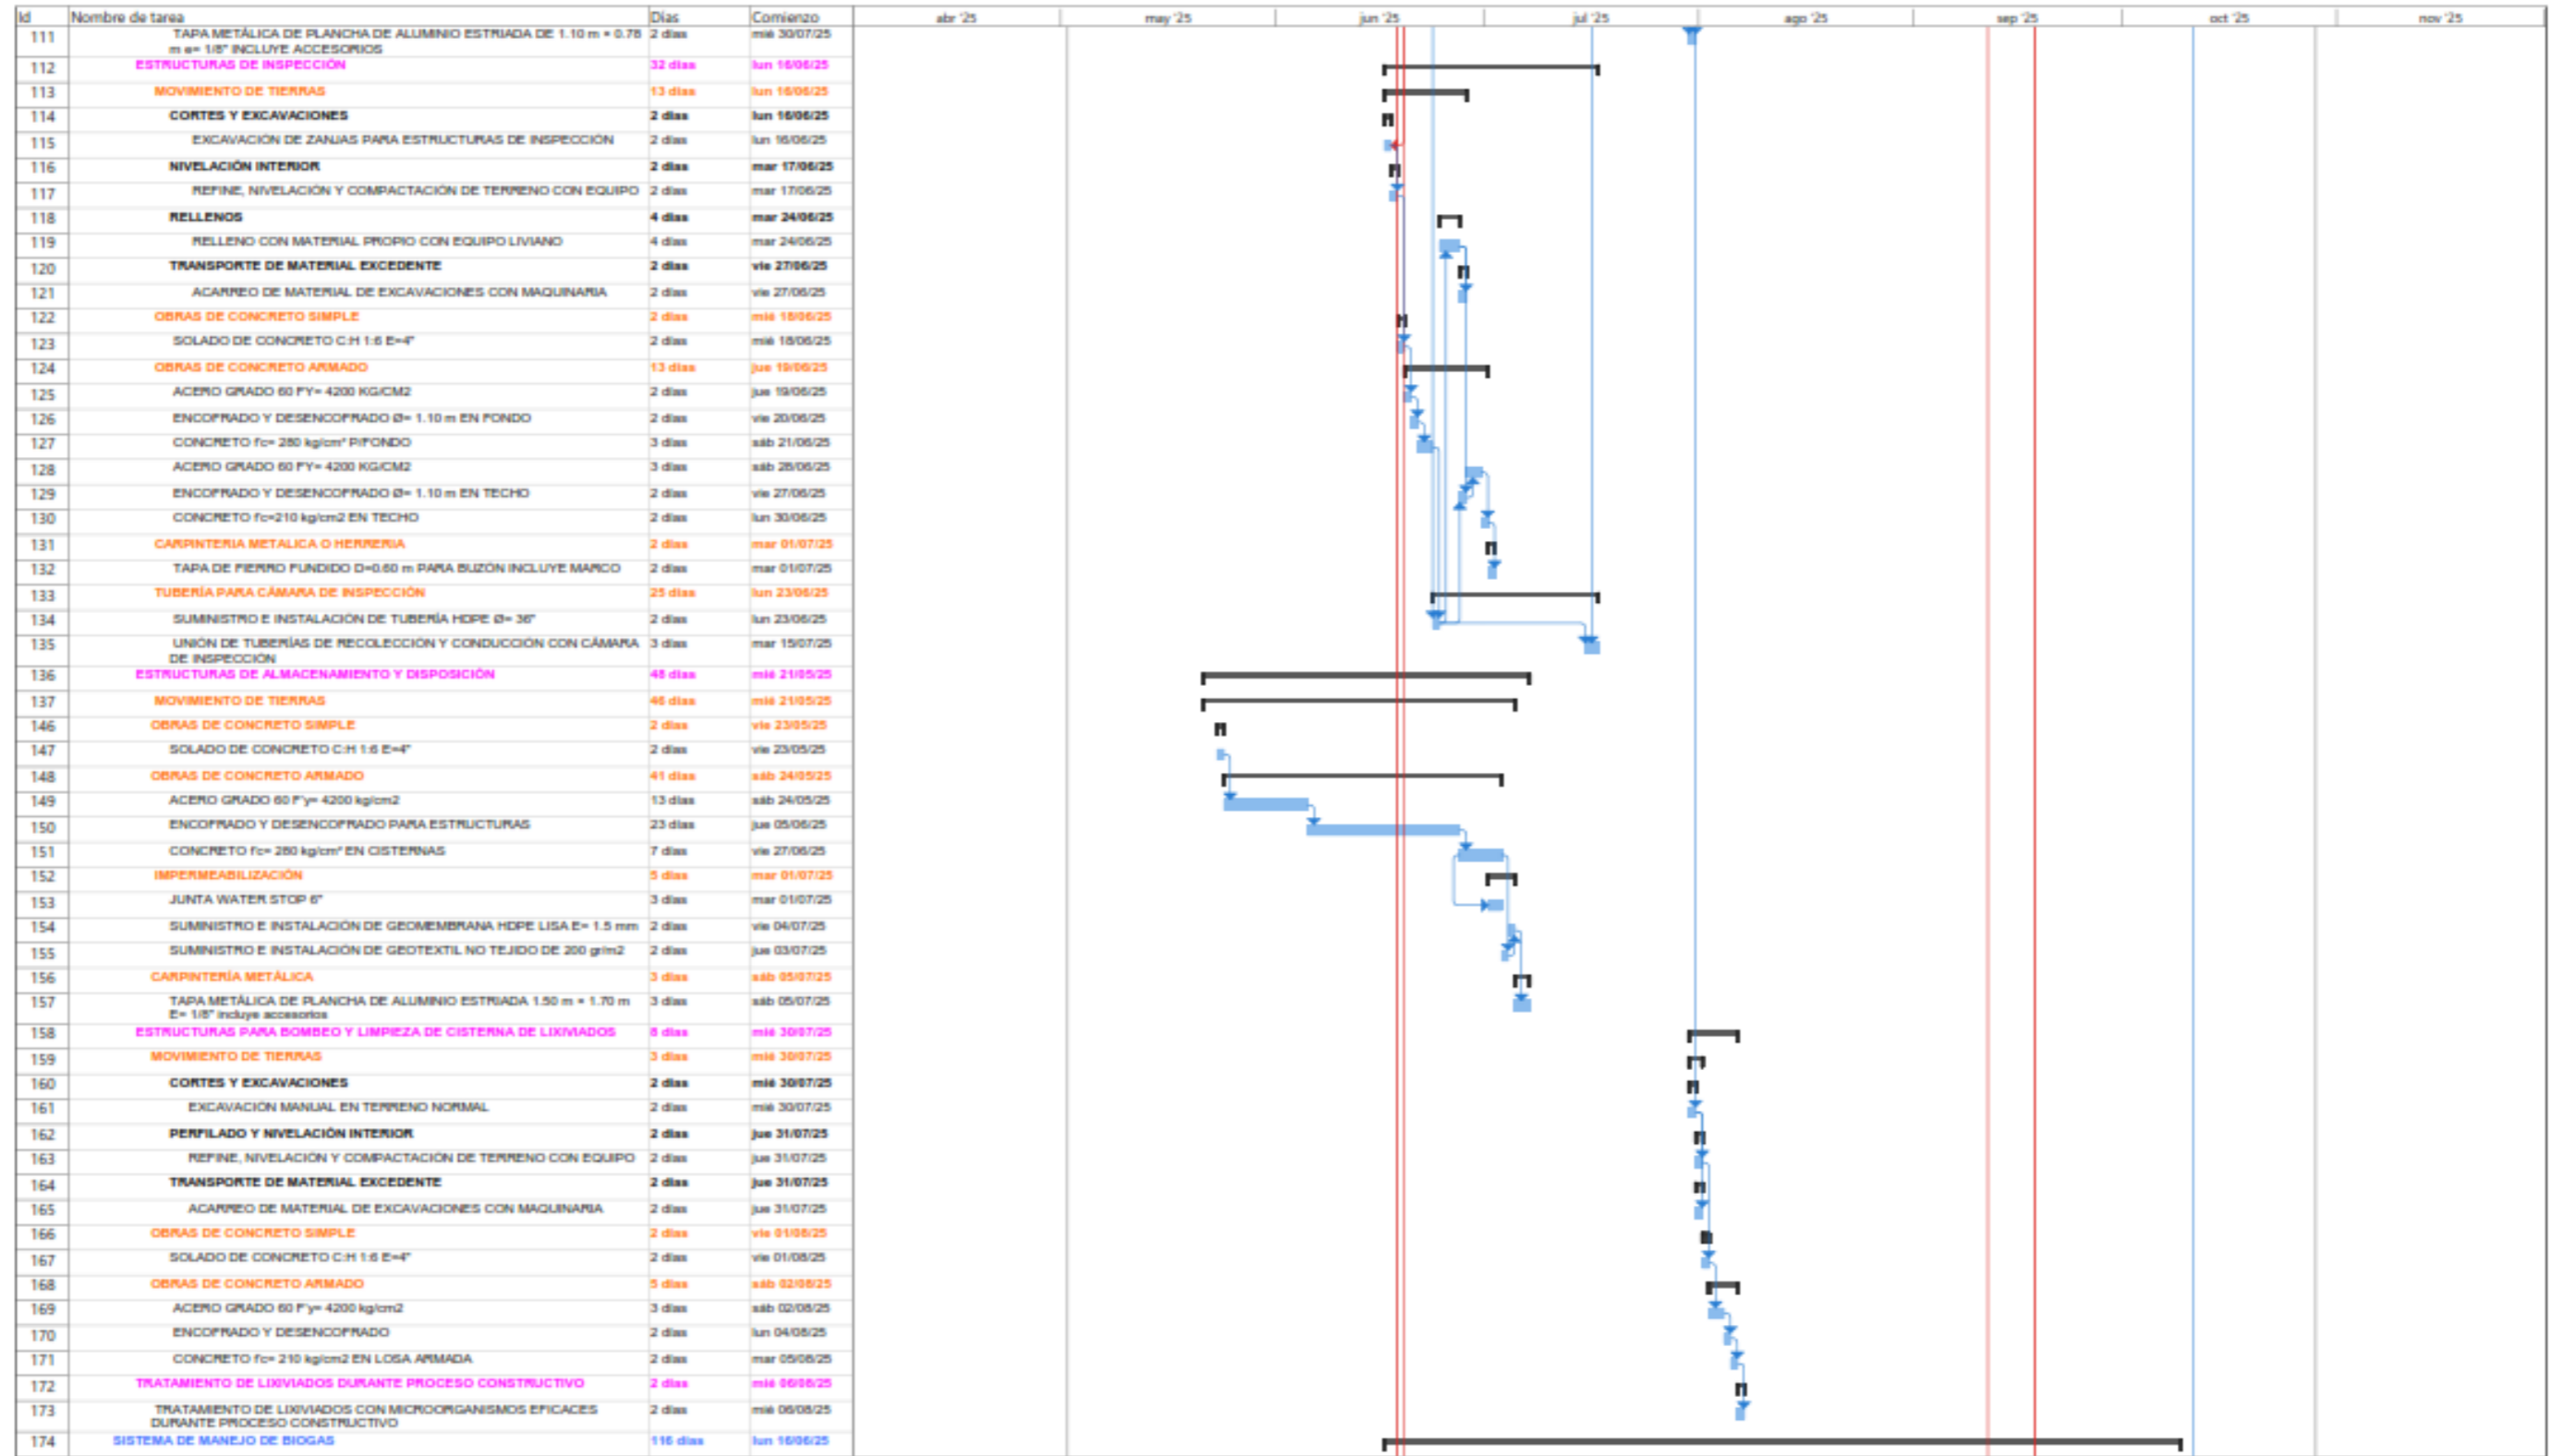 Id Nombre de tarea Días Comienzo abr '25 may '25 jun '25 jul '25 ago '25 sep '25 oct '25 nov '25
111 TAPA METÁLICA DE PLANCHA DE ALUMINIO ESTRIADA DE 1.10 m × 0.78 2 días mié 30/07/25
m e= 1/8" INCLUYE ACCESORIOS
112 ESTRUCTURAS DE INSPECCIÓN 32 días lun 16/06/25
113 MOVIMIENTO DE TIERRAS 13 días lun 16/06/25
114 CORTES Y EXCAVACIONES 2 días lun 16/06/25
115 EXCAVACIÓN DE ZANJAS PARA ESTRUCTURAS DE INSPECCIÓN 2 días lun 16/06/25
116 NIVELACIÓN INTERIOR 2 días mar 17/06/25
117 REFINE, NIVELACIÓN Y COMPACTACIÓN DE TERRENO CON EQUIPO 2 días mar 17/06/25
118 RELLENOS 4 días mar 24/06/25
119 RELLENO CON MATERIAL PROPIO CON EQUIPO LIVIANO 4 días mar 24/06/25
120 TRANSPORTE DE MATERIAL EXCEDENTE 2 días vie 27/06/25
121 ACARREO DE MATERIAL DE EXCAVACIONES CON MAQUINARIA 2 días vie 27/06/25
122 OBRAS DE CONCRETO SIMPLE 2 días mié 18/06/25
123 SOLADO DE CONCRETO C:H 1:6 E=4" 2 días mié 18/06/25
124 OBRAS DE CONCRETO ARMADO 13 días jue 19/06/25
125 ACERO GRADO 60 FY= 4200 KG/CM2 2 días jue 19/06/25
126 ENCOFRADO Y DESENCOFRADO Ø= 1.10 m EN FONDO 2 días vie 20/06/25
127 CONCRETO f'c= 280 kg/cm² P/FONDO 3 días sáb 21/06/25
128 ACERO GRADO 60 FY= 4200 KG/CM2 3 días sáb 28/06/25
129 ENCOFRADO Y DESENCOFRADO Ø= 1.10 m EN TECHO 2 días vie 27/06/25
130 CONCRETO f'c=210 kg/cm2 EN TECHO 2 días lun 30/06/25
131 CARPINTERIA METALICA O HERRERIA 2 días mar 01/07/25
132 TAPA DE FIERRO FUNDIDO D=0.60 m PARA BUZÓN INCLUYE MARCO 2 días mar 01/07/25
133 TUBERÍA PARA CÁMARA DE INSPECCIÓN 25 días lun 23/06/25
134 SUMINISTRO E INSTALACIÓN DE TUBERÍA HDPE Ø= 36" 2 días lun 23/06/25
135 UNIÓN DE TUBERÍAS DE RECOLECCIÓN Y CONDUCCIÓN CON CÁMARA 3 días mar 15/07/25
DE INSPECCIÓN
136 ESTRUCTURAS DE ALMACENAMIENTO Y DISPOSICIÓN 48 días mié 21/05/25
137 MOVIMIENTO DE TIERRAS 46 días mié 21/05/25
146 OBRAS DE CONCRETO SIMPLE 2 días vie 23/05/25
147 SOLADO DE CONCRETO C:H 1:6 E=4" 2 días vie 23/05/25
148 OBRAS DE CONCRETO ARMADO 41 días sáb 24/05/25
149 ACERO GRADO 60 F'y= 4200 kg/cm2 13 días sáb 24/05/25
150 ENCOFRADO Y DESENCOFRADO PARA ESTRUCTURAS 23 días jue 05/06/25
151 CONCRETO f'c= 280 kg/cm² EN CISTERNAS 7 días vie 27/06/25
152 IMPERMEABILIZACIÓN 5 días mar 01/07/25
153 JUNTA WATER STOP 6" 3 días mar 01/07/25
154 SUMINISTRO E INSTALACIÓN DE GEOMEMBRANA HDPE LISA E= 1.5 mm 2 días vie 04/07/25
155 SUMINISTRO E INSTALACIÓN DE GEOTEXTIL NO TEJIDO DE 200 gr/m2 2 días jue 03/07/25
156 CARPINTERÍA METÁLICA 3 días sáb 05/07/25
157 TAPA METÁLICA DE PLANCHA DE ALUMINIO ESTRIADA 1.50 m × 1.70 m 3 días sáb 05/07/25
E= 1/8" incluye accesorios
158 ESTRUCTURAS PARA BOMBEO Y LIMPIEZA DE CISTERNA DE LIXIVIADOS 8 días mié 30/07/25
159 MOVIMIENTO DE TIERRAS 3 días mié 30/07/25
160 CORTES Y EXCAVACIONES 2 días mié 30/07/25
161 EXCAVACIÓN MANUAL EN TERRENO NORMAL 2 días mié 30/07/25
162 PERFILADO Y NIVELACIÓN INTERIOR 2 días jue 31/07/25
163 REFINE, NIVELACIÓN Y COMPACTACIÓN DE TERRENO CON EQUIPO 2 días jue 31/07/25
164 TRANSPORTE DE MATERIAL EXCEDENTE 2 días jue 31/07/25
165 ACARREO DE MATERIAL DE EXCAVACIONES CON MAQUINARIA 2 días jue 31/07/25
166 OBRAS DE CONCRETO SIMPLE 2 días vie 01/08/25
167 SOLADO DE CONCRETO C:H 1:6 E=4" 2 días vie 01/08/25
168 OBRAS DE CONCRETO ARMADO 5 días sáb 02/08/25
169 ACERO GRADO 60 F'y= 4200 kg/cm2 3 días sáb 02/08/25
170 ENCOFRADO Y DESENCOFRADO 2 días lun 04/08/25
171 CONCRETO f'c= 210 kg/cm2 EN LOSA ARMADA 2 días mar 05/08/25
172 TRATAMIENTO DE LIXIVIADOS DURANTE PROCESO CONSTRUCTIVO 2 días mié 06/08/25
173 TRATAMIENTO DE LIXIVIADOS CON MICROORGANISMOS EFICACES 2 días mié 06/08/25
DURANTE PROCESO CONSTRUCTIVO
174 SISTEMA DE MANEJO DE BIOGAS 116 días lun 16/06/25